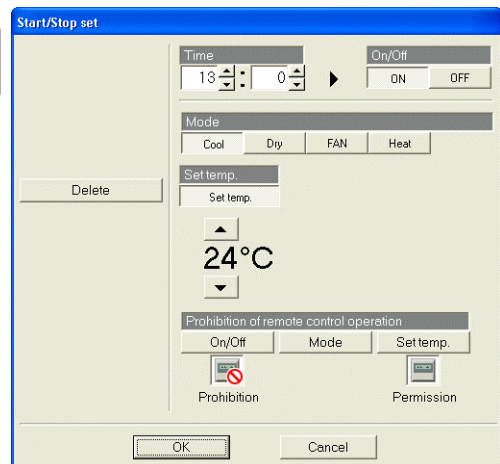 Start/Stop set
Time On/Off
13 : 0 ON OFF
Mode
Cool Dry FAN Heat
Set temp.
Delete Set temp.
24°C
Prohibition of remote control operation
On/Off Mode Set temp.
Prohibition Permission
OK Cancel